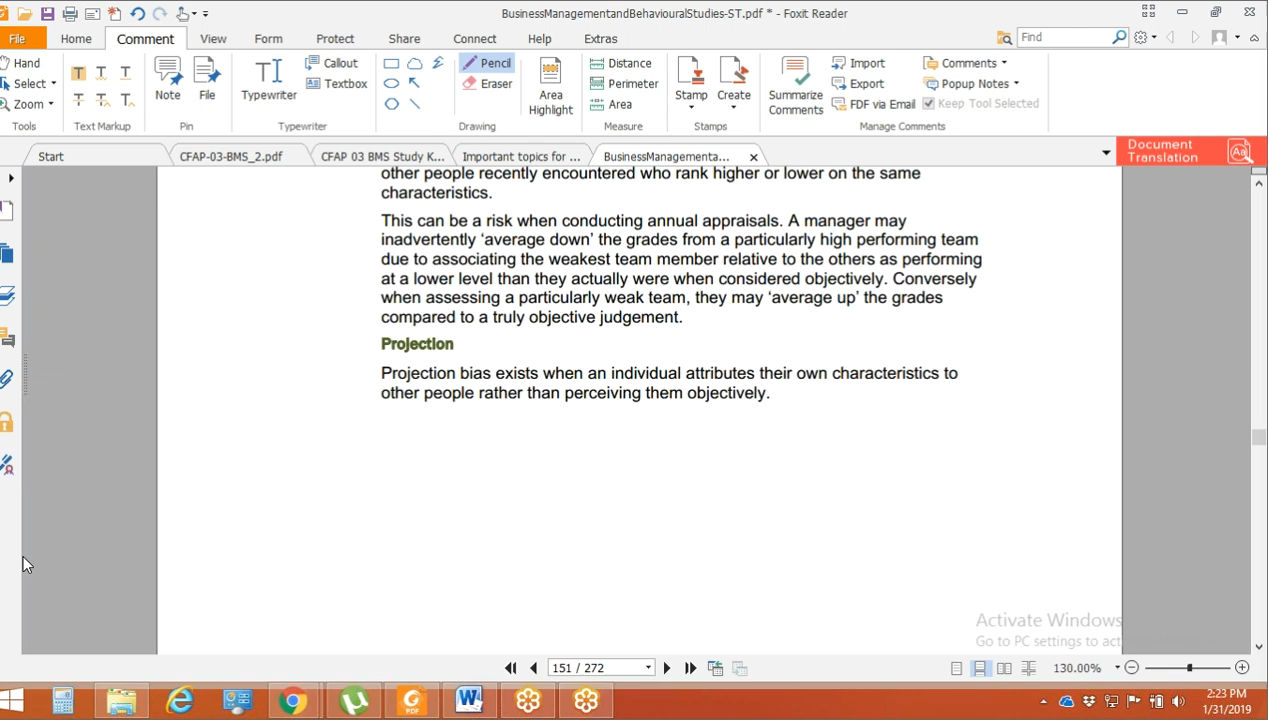 BusinessManagementandBehaviouralStudies-ST.pdf * - Foxit Reader
File Home Comment View Form Protect Share Connect Help Extras Find
Hand
Select
Zoom
Tools
T T T
T T T
Text Markup
Note File
Pin
Typewriter
Callout
Textbox
Typewriter
Pencil
Eraser
Area
Highlight
Drawing
Distance
Perimeter
Area
Measure
Stamp Create
Stamps
Summarize
Comments
Import
Export
FDF via Email
Comments
Popup Notes
Keep Tool Selected
Manage Comments
Start CFAP-03-BMS_2.pdf CFAP 03 BMS Study K... Important topics for ... BusinessManagementa...
Document
Translation
Aa
other people recently encountered who rank higher or lower on the same
characteristics.
This can be a risk when conducting annual appraisals. A manager may
inadvertently ‘average down’ the grades from a particularly high performing team
due to associating the weakest team member relative to the others as performing
at a lower level than they actually were when considered objectively. Conversely
when assessing a particularly weak team, they may ‘average up’ the grades
compared to a truly objective judgement.
Projection
Projection bias exists when an individual attributes their own characteristics to
other people rather than perceiving them objectively.
Activate Windows
Go to PC settings to act
151 / 272
130.00%
PDF
2:23 PM
1/31/2019